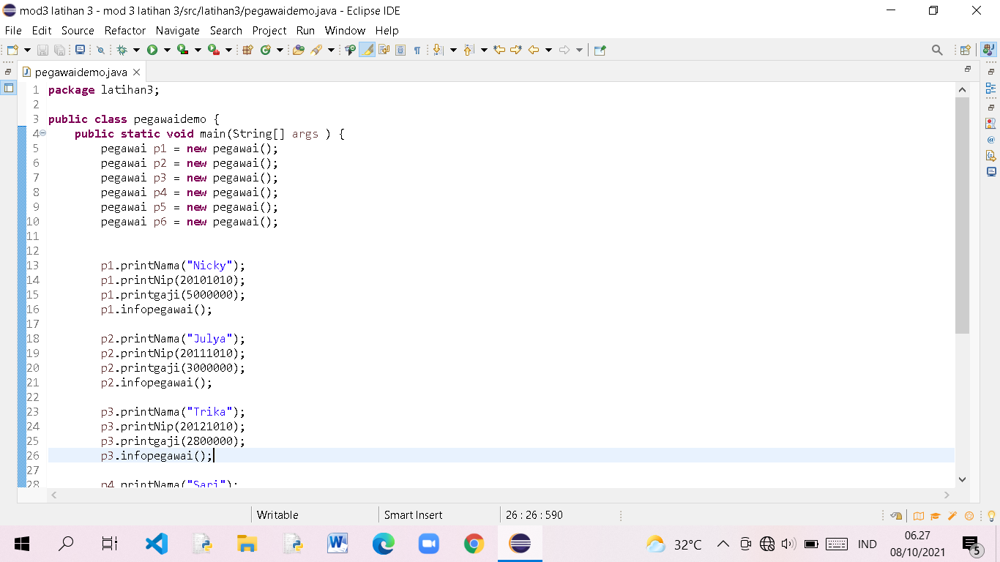 mod3 latihan 3 - mod 3 latihan 3/src/latihan3/pegawaidemo.java - Eclipse IDE
File Edit Source Refactor Navigate Search Project Run Window Help
pegawaidemo.java
1 package latihan3;
2
3 public class pegawaidemo {
4 public static void main(String[] args ) {
5 pegawai p1 = new pegawai();
6 pegawai p2 = new pegawai();
7 pegawai p3 = new pegawai();
8 pegawai p4 = new pegawai();
9 pegawai p5 = new pegawai();
10 pegawai p6 = new pegawai();
11
12
13 p1.printNama("Nicky");
14 p1.printNip(20101010);
15 p1.printgaji(5000000);
16 p1.infopegawai();
17
18 p2.printNama("Julya");
19 p2.printNip(20111010);
20 p2.printgaji(3000000);
21 p2.infopegawai();
22
23 p3.printNama("Trika");
24 p3.printNip(20121010);
25 p3.printgaji(2800000);
26 p3.infopegawai();
27
28 p4.printNama("Sari");
Writable Smart Insert 26 : 26 : 590
32°C IND 06.27
08/10/2021 5